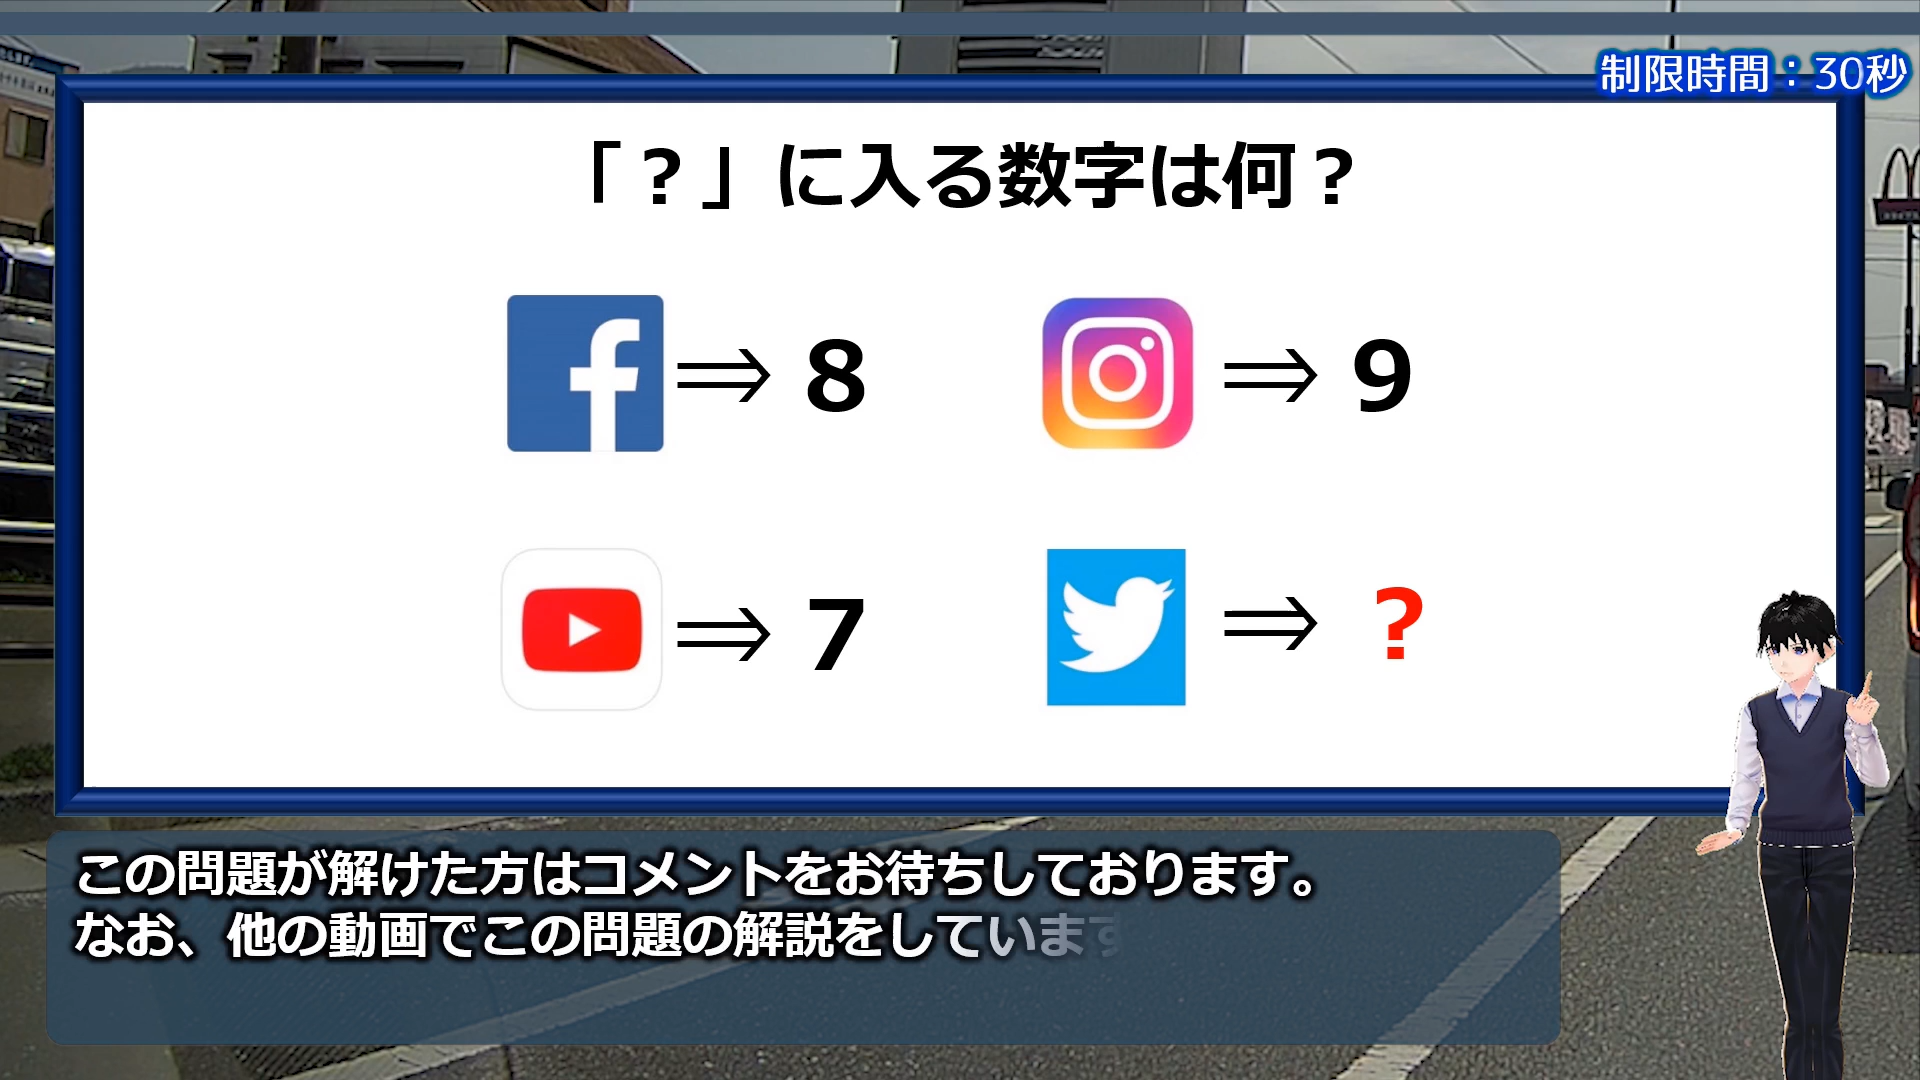 制限時間：30秒
「？」に入る数字は何？
f ⇒ 8
⇒ 9
⇒ 7
⇒ ?
この問題が解けた方はコメントをお待ちしております。
なお、他の動画でこの問題の解説をしています